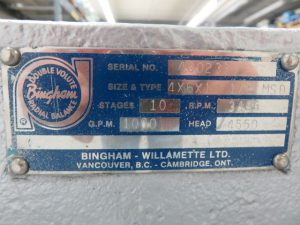 DOUBLE VOLUTE
Bingham
RADIAL BALANCE
®
SERIAL NO.
SIZE & TYPE MSD
STAGES 10 R.P.M.
G.P.M. 1000 HEAD 4550
BINGHAM - WILLAMETTE LTD.
VANCOUVER, B.C. - CAMBRIDGE, ONT.